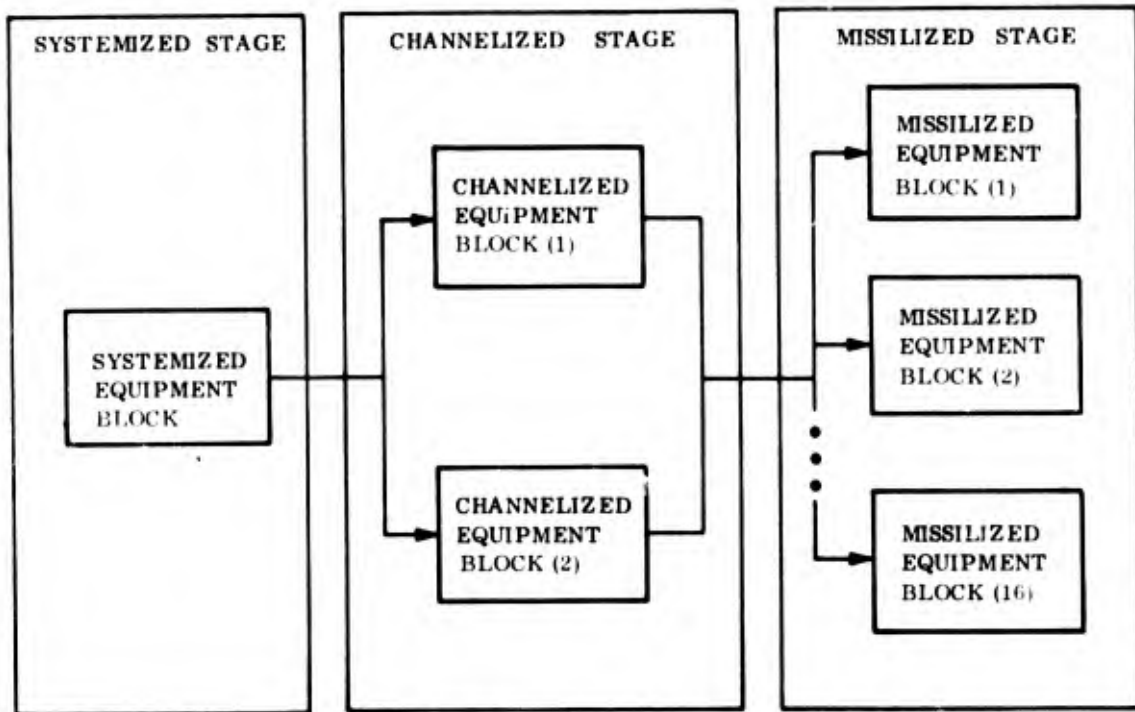 SYSTEMIZED STAGE
SYSTEMIZED
EQUIPMENT
BLOCK
CHANNELIZED STAGE
CHANNELIZED
EQUiPMENT
BLOCK (1)
CHANNELIZED
EQUIPMENT
BLOCK (2)
MISSILIZED STAGE
MISSILIZED
EQUIPMENT
BLOCK (1)
MISSILIZED
EQUIPMENT
BLOCK (2)
MISSILIZED
EQUIPMENT
BLOCK (16)